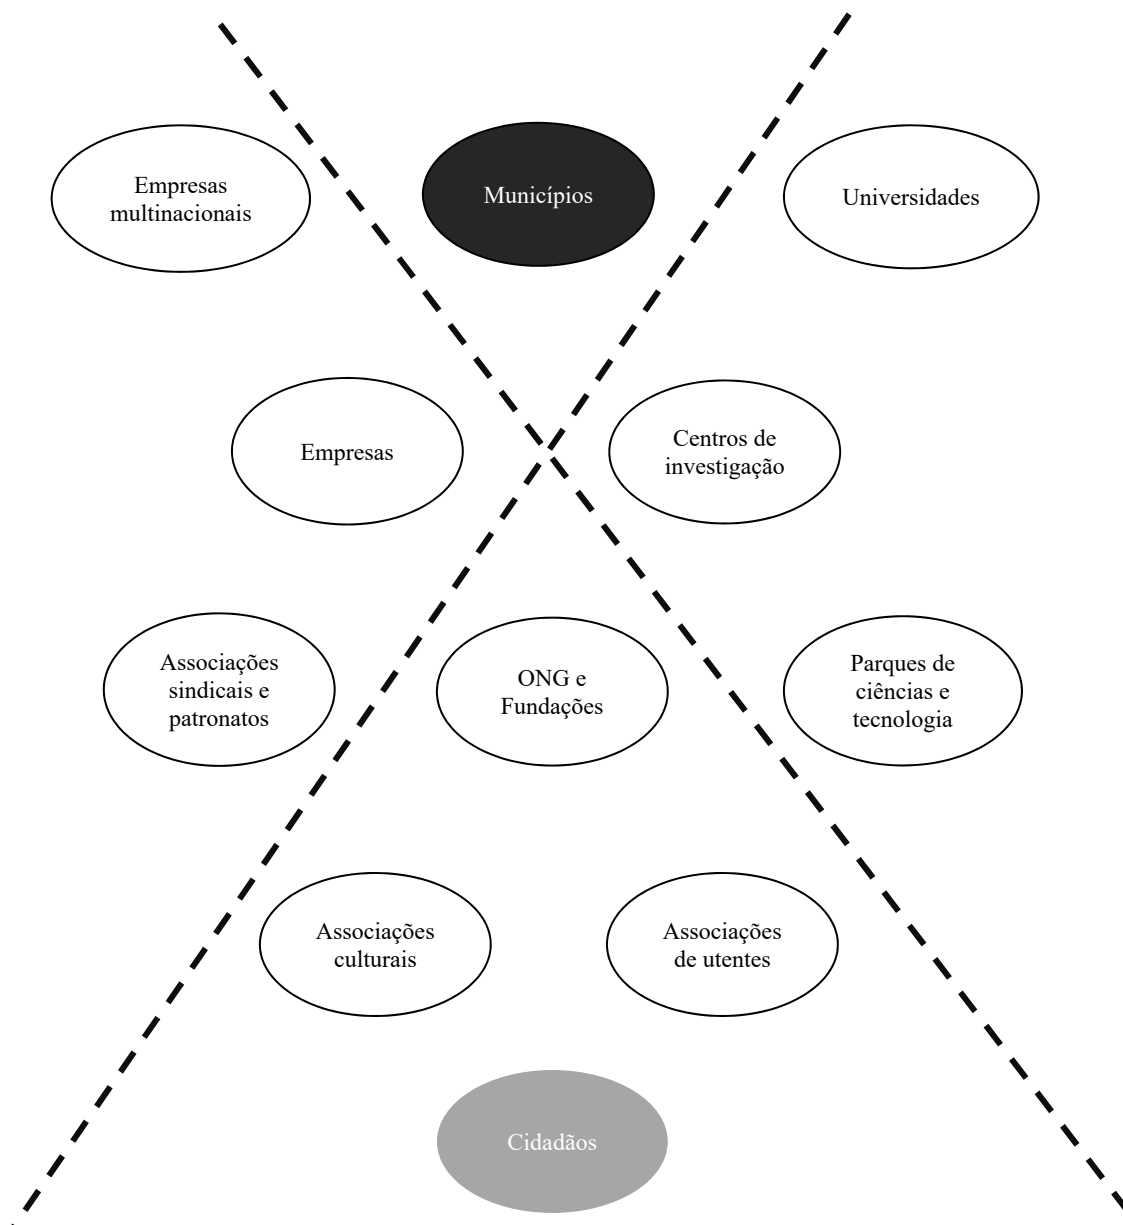 Empresas
multinacionais
Municípios
Universidades
Empresas
Centros de
investigação
Associações
sindicais e
patronatos
ONG e
Fundações
Parques de
ciências e
tecnologia
Associações
culturais
Associações
de utentes
Cidadãos